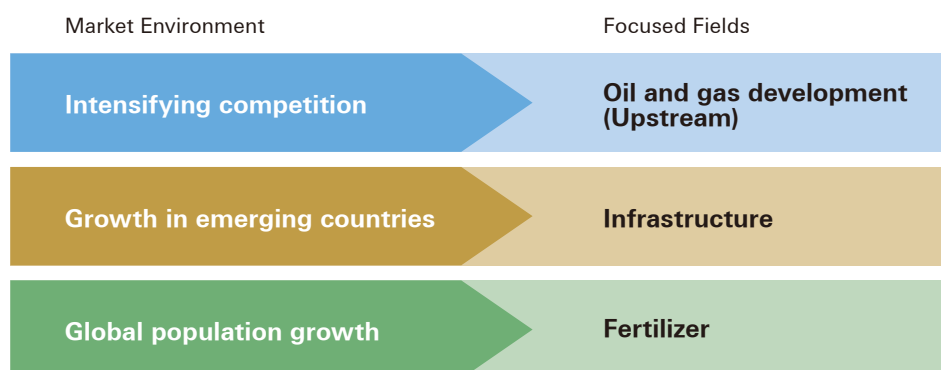 Market Environment
Focused Fields
Intensifying competition
Oil and gas development
(Upstream)
Growth in emerging countries
Infrastructure
Global population growth
Fertilizer